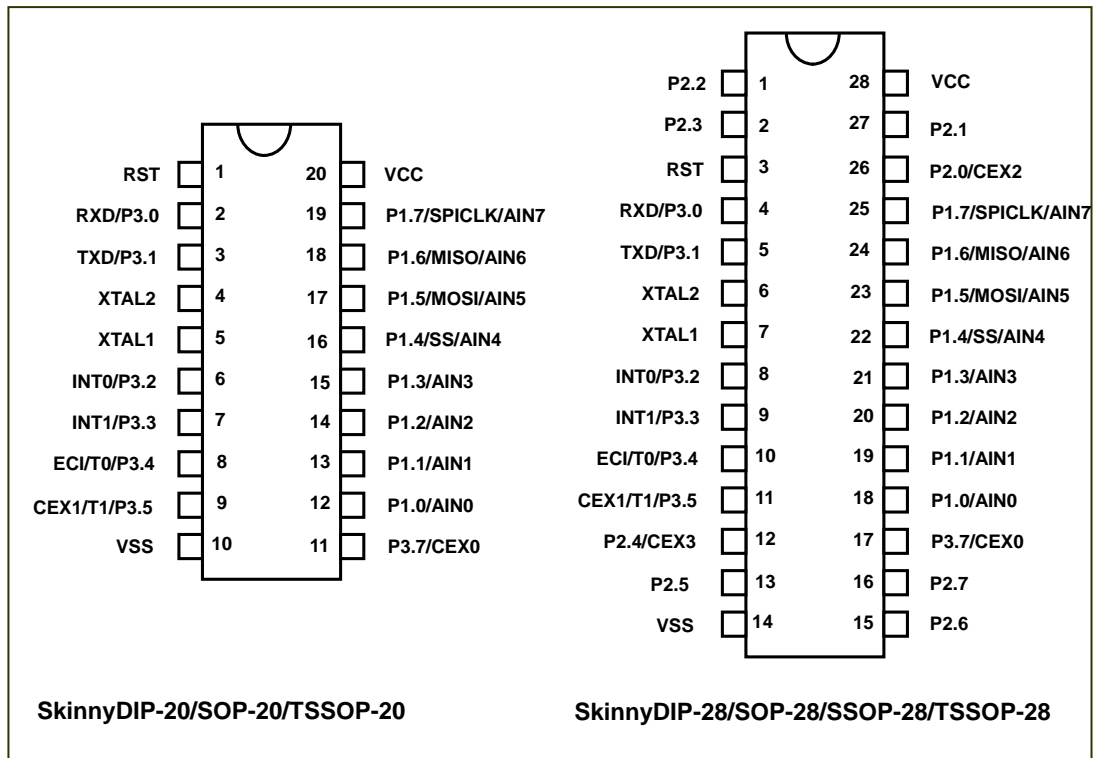 RST 1 20 VCC
RXD/P3.0 2 19 P1.7/SPICLK/AIN7
TXD/P3.1 3 18 P1.6/MISO/AIN6
XTAL2 4 17 P1.5/MOSI/AIN5
XTAL1 5 16 P1.4/SS/AIN4
INT0/P3.2 6 15 P1.3/AIN3
INT1/P3.3 7 14 P1.2/AIN2
ECI/T0/P3.4 8 13 P1.1/AIN1
CEX1/T1/P3.5 9 12 P1.0/AIN0
VSS 10 11 P3.7/CEX0
SkinnyDIP-20/SOP-20/TSSOP-20
P2.2 1 28 VCC
P2.3 2 27 P2.1
RST 3 26 P2.0/CEX2
RXD/P3.0 4 25 P1.7/SPICLK/AIN7
TXD/P3.1 5 24 P1.6/MISO/AIN6
XTAL2 6 23 P1.5/MOSI/AIN5
XTAL1 7 22 P1.4/SS/AIN4
INT0/P3.2 8 21 P1.3/AIN3
INT1/P3.3 9 20 P1.2/AIN2
ECI/T0/P3.4 10 19 P1.1/AIN1
CEX1/T1/P3.5 11 18 P1.0/AIN0
P2.4/CEX3 12 17 P3.7/CEX0
P2.5 13 16 P2.7
VSS 14 15 P2.6
SkinnyDIP-28/SOP-28/SSOP-28/TSSOP-28